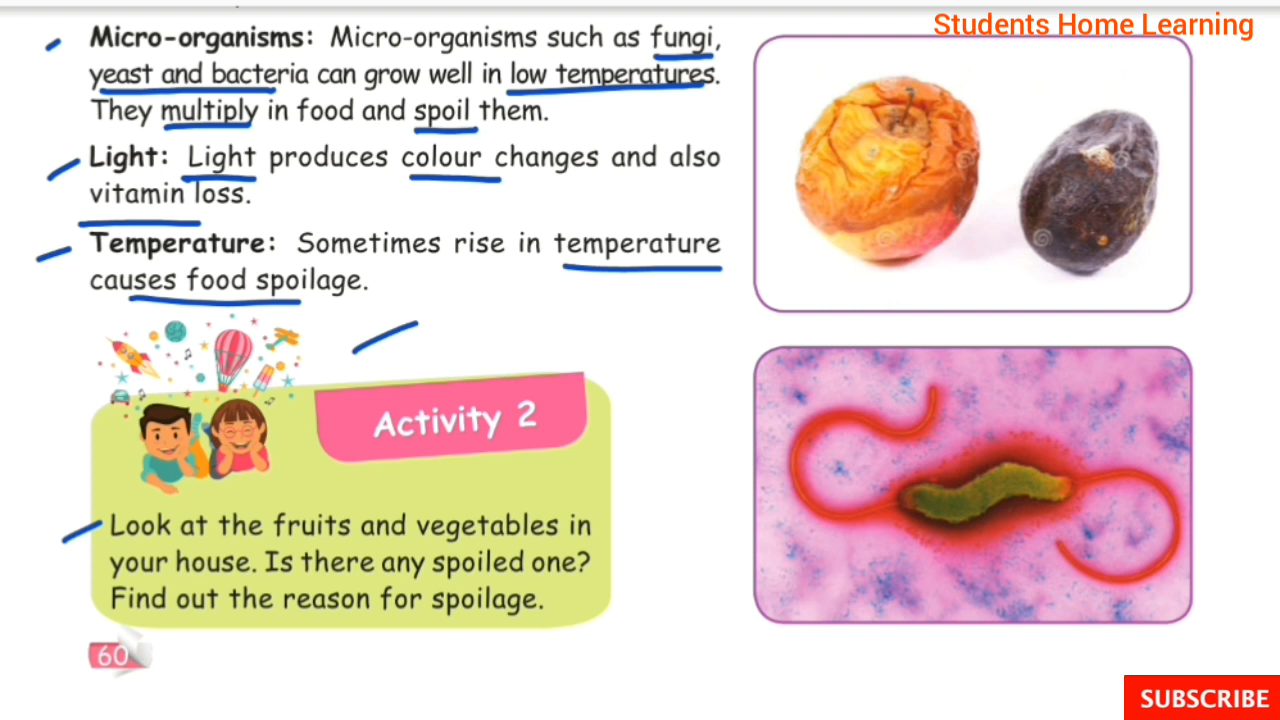 Students Home Learning
Micro-organisms: Micro-organisms such as fungi,
yeast and bacteria can grow well in low temperatures.
They multiply in food and spoil them.
Light: Light produces colour changes and also
vitamin loss.
Temperature: Sometimes rise in temperature
causes food spoilage.
Activity 2
Look at the fruits and vegetables in
your house. Is there any spoiled one?
Find out the reason for spoilage.
60
SUBSCRIBE